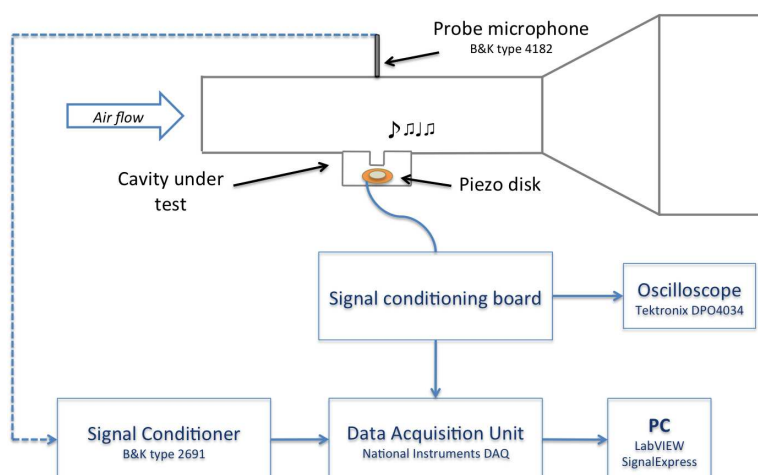 Probe microphone
B&K type 4182
Air flow
Cavity under
test
Piezo disk
Signal conditioning board
Oscilloscope
Tektronix DPO4034
Signal Conditioner
B&K type 2691
Data Acquisition Unit
National Instruments DAQ
PC
LabVIEW
SignalExpress